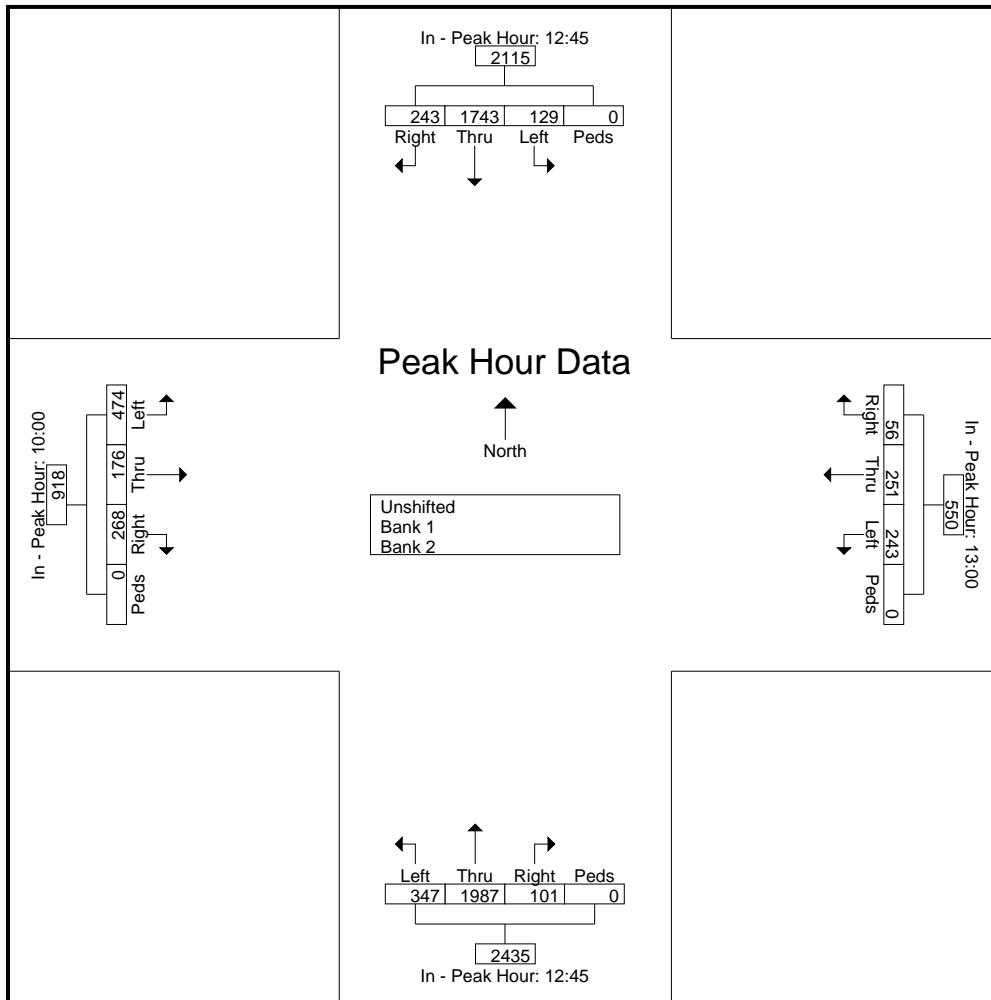 In - Peak Hour: 12:45
2115
243 1743 129 0
Right Thru Left Peds
Peak Hour Data
North
Unshifted
Bank 1
Bank 2
In - Peak Hour: 10:00
918
474 176 268 0
Left Thru Right Peds
In - Peak Hour: 13:00
550
56 251 243 0
Right Thru Left Peds
Left Thru Right Peds
347 1987 101 0
2435
In - Peak Hour: 12:45